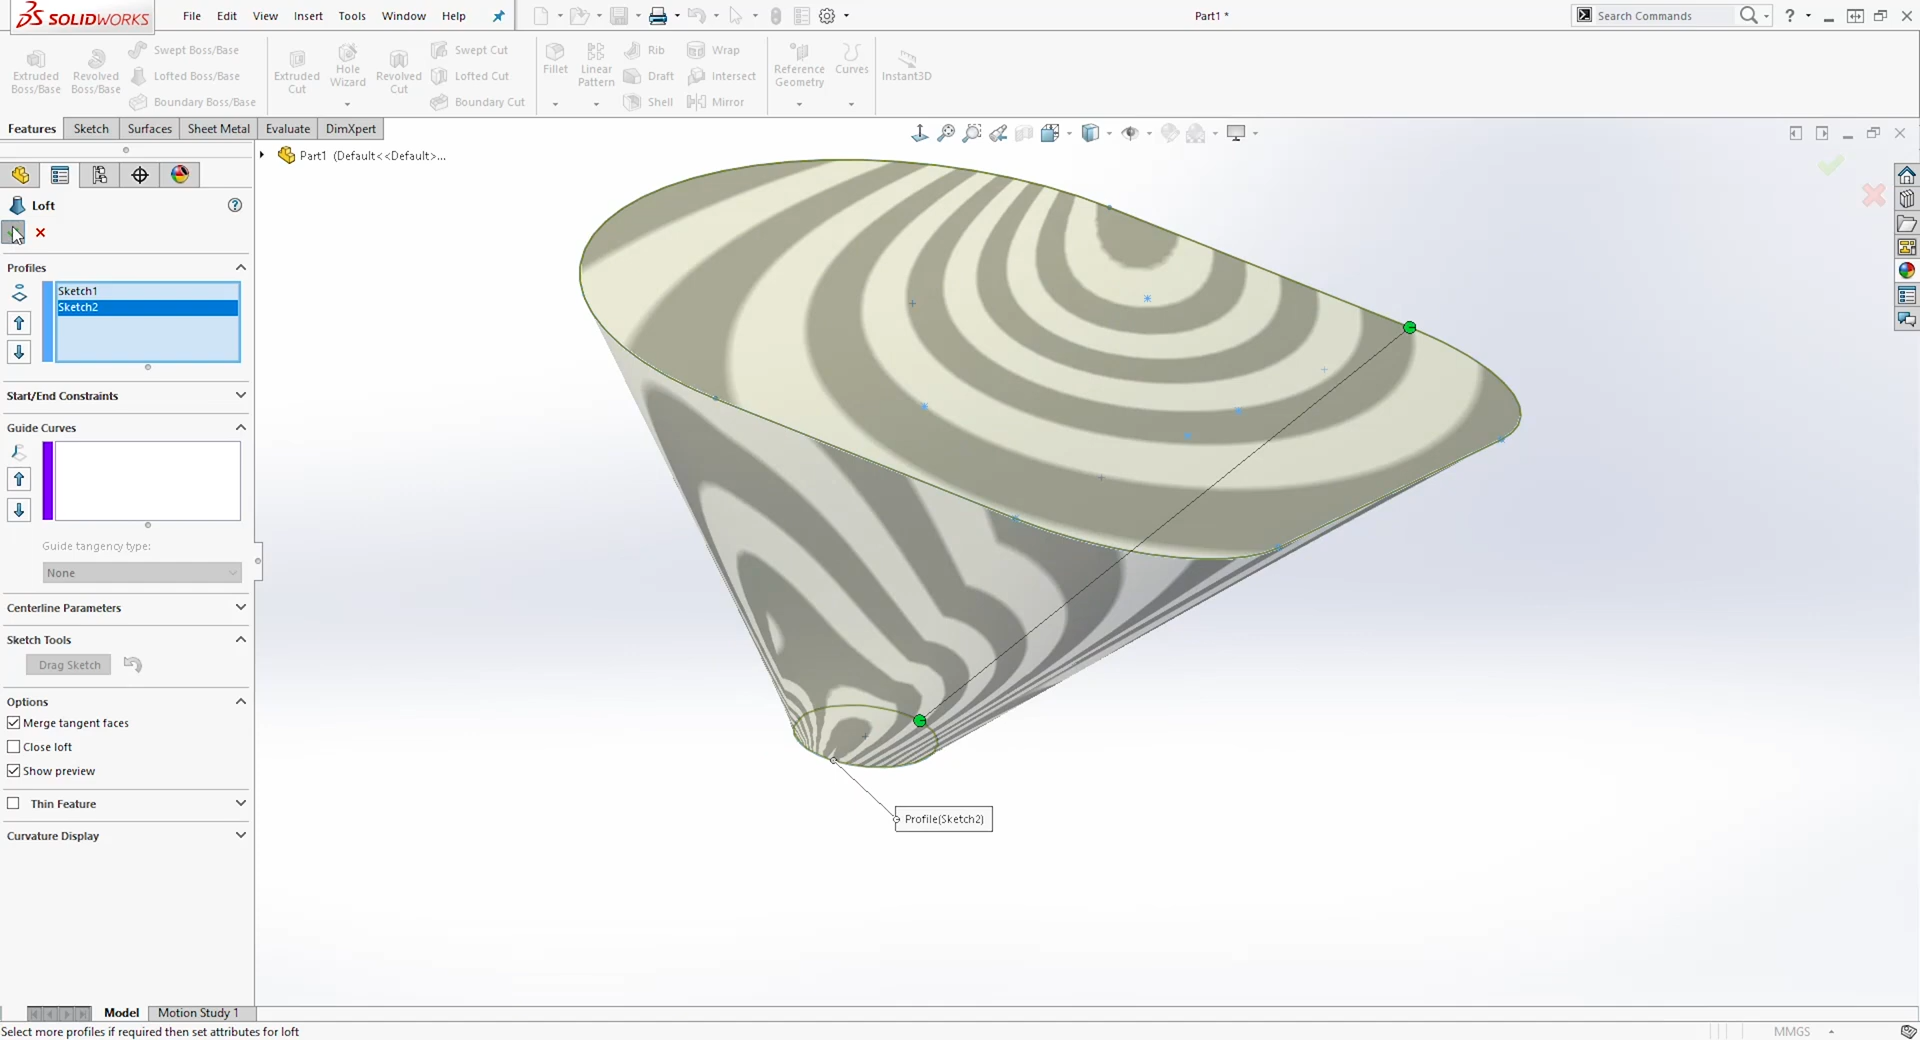 SOLIDWORKS File Edit View Insert Tools Window Help Part1 * Search Commands ?
Extruded Boss/Base Revolved Boss/Base Swept Boss/Base Lofted Boss/Base Boundary Boss/Base
Extruded Cut Hole Wizard Revolved Cut Swept Cut Lofted Cut Boundary Cut
Fillet Linear Pattern Rib Draft Shell Wrap Intersect Mirror
Reference Geometry Curves Instant3D
Features Sketch Surfaces Sheet Metal Evaluate DimXpert
Part1 (Default<<Default>...
Loft
Profiles
Sketch1
Sketch2
Start/End Constraints
Guide Curves
Guide tangency type:
None
Centerline Parameters
Sketch Tools
Drag Sketch
Options
Merge tangent faces
Close loft
Show preview
Thin Feature
Curvature Display
Profile(Sketch2)
Model Motion Study 1
Select more profiles if required then set attributes for loft
MMGS